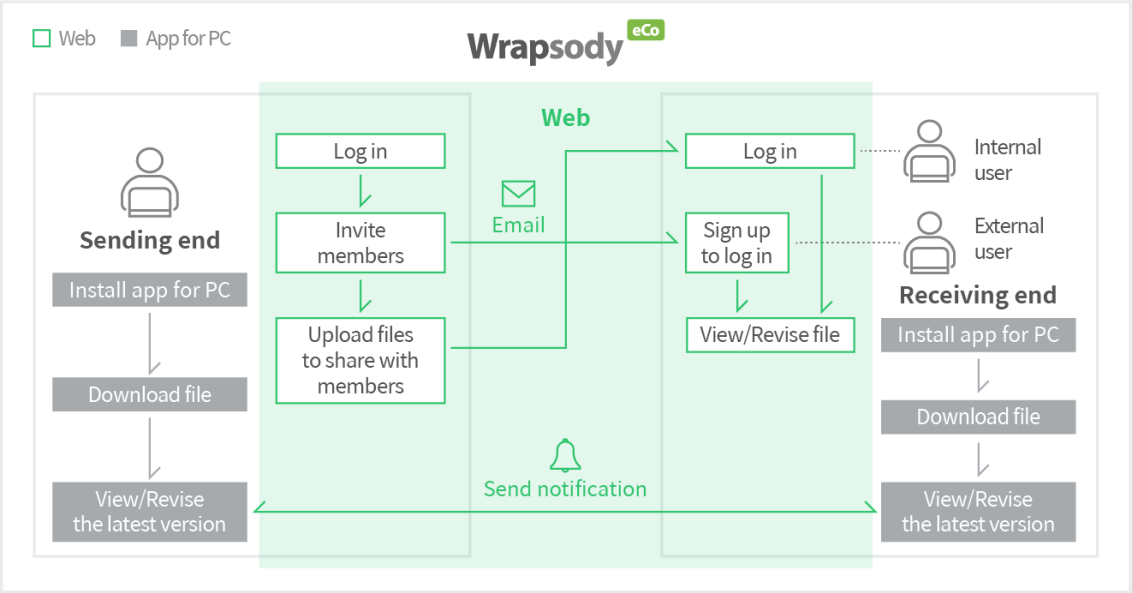 Web
App for PC
Wrapsody
eCo
Web
Sending end
Install app for PC
Download file
View/Revise
the latest version
Log in
Invite
members
Upload files
to share with
members
Email
Send notification
Log in
Sign up
to log in
View/Revise file
Internal
user
External
user
Receiving end
Install app for PC
Download file
View/Revise
the latest version